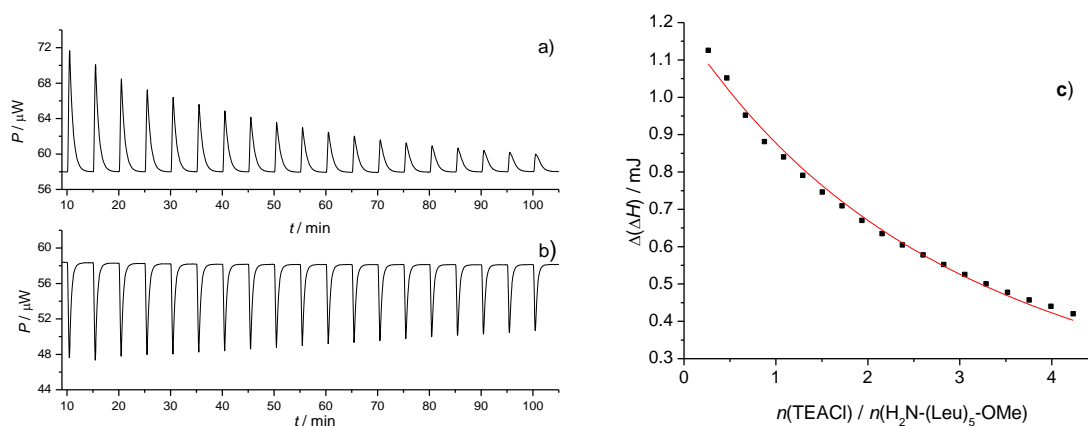 a)
72
68
64
60
56
P / μW
10 20 30 40 50 60 70 80 90 100
t / min
b)
60
56
52
48
44
P / μW
10 20 30 40 50 60 70 80 90 100
t / min
c)
1.2
1.1
1.0
0.9
0.8
0.7
0.6
0.5
0.4
0.3
Δ(ΔH) / mJ
0 1 2 3 4
n(TEACl) / n(H₂N-(Leu)₅-OMe)